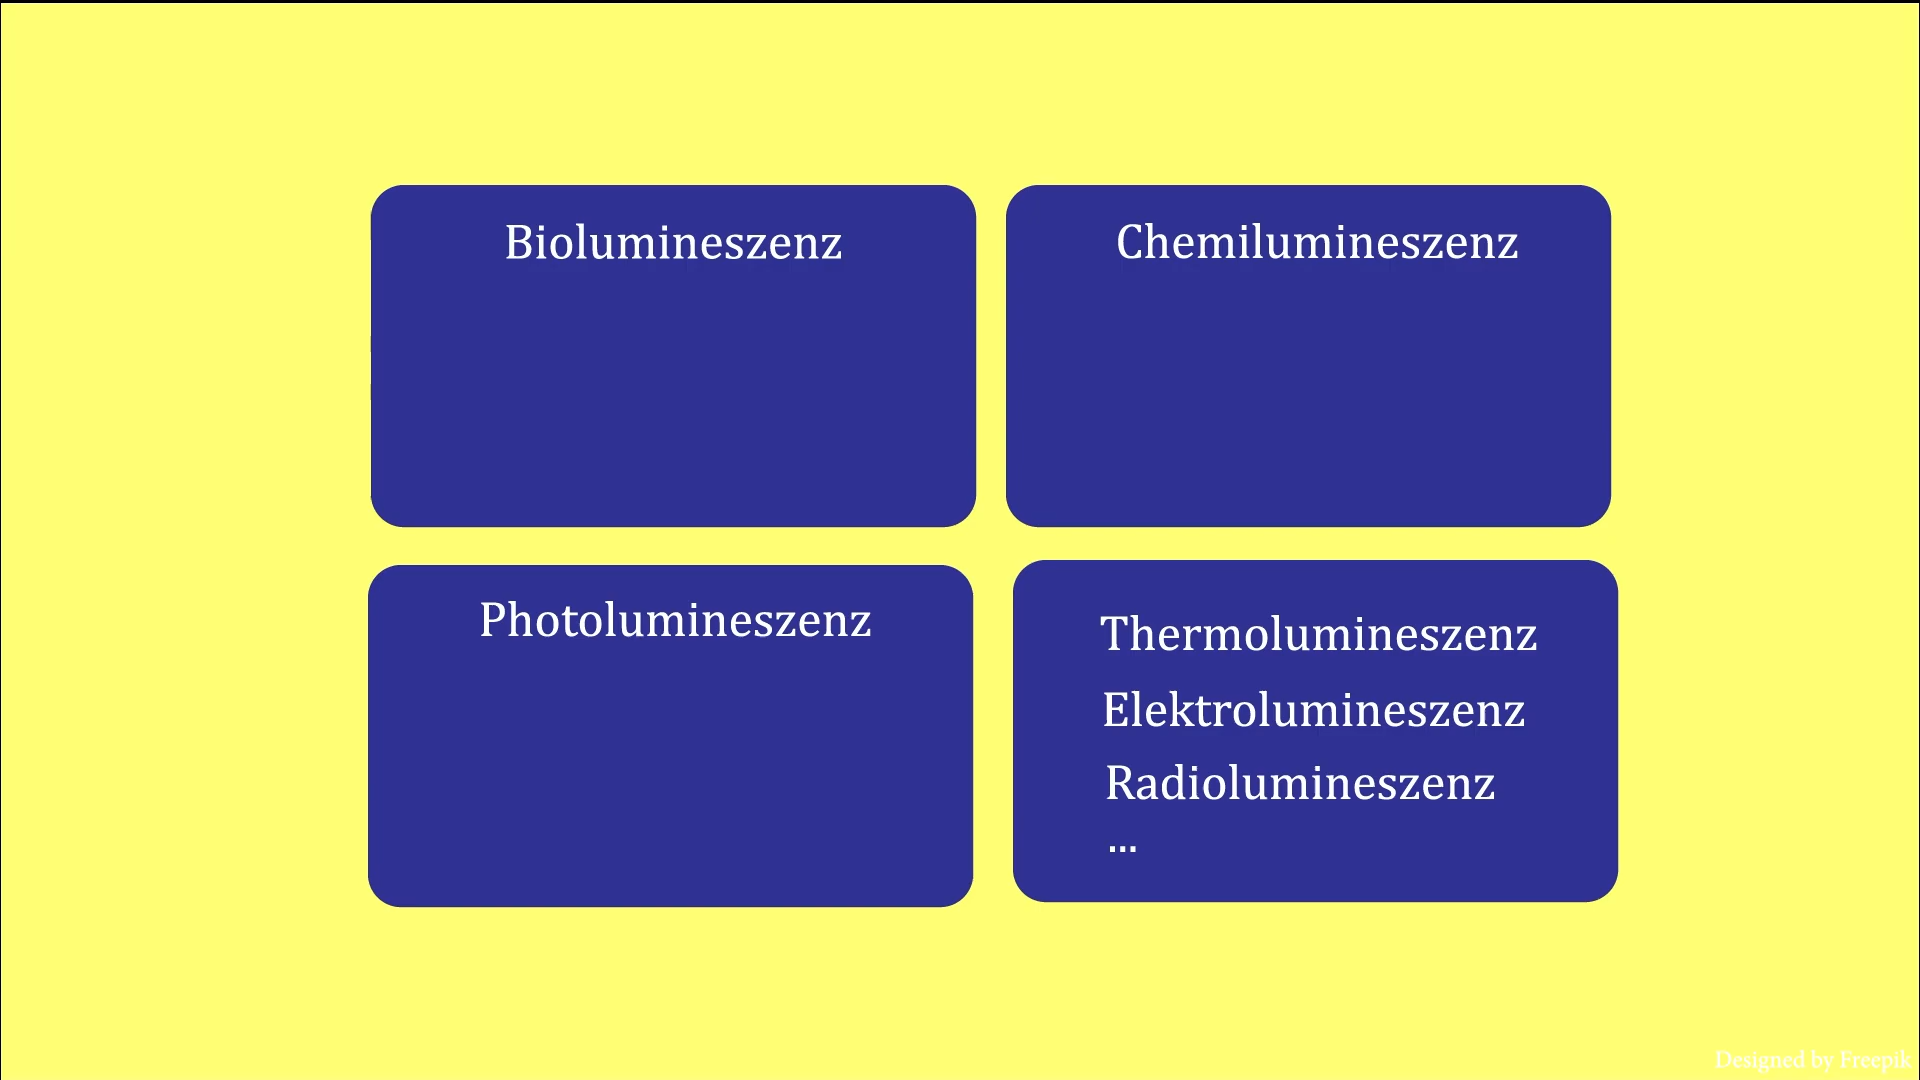 Biolumineszenz
Chemilumineszenz
Photolumineszenz
Thermolumineszenz
Elektrolumineszenz
Radiolumineszenz
...
Designed by Freepik